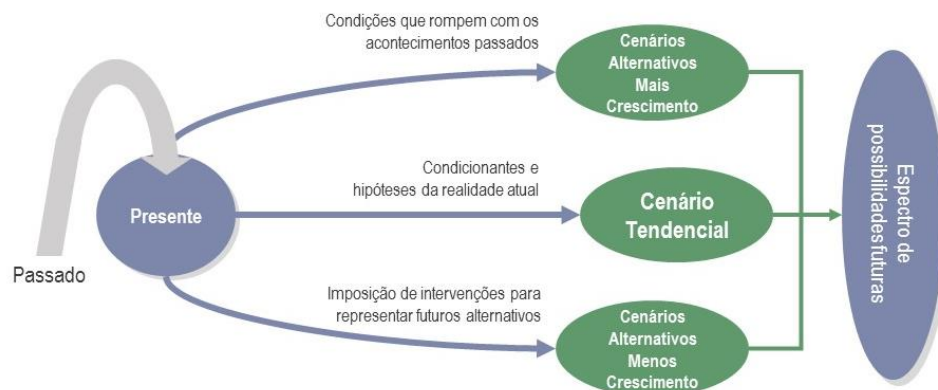 Passado
Presente
Condições que rompem com os
acontecimentos passados
Cenários
Alternativos
Mais
Crescimento
Condicionantes e
hipóteses da realidade atual
Cenário
Tendencial
Imposição de intervenções para
representar futuros alternativos
Cenários
Alternativos
Menos
Crescimento
Espectro de
possibilidades futuras